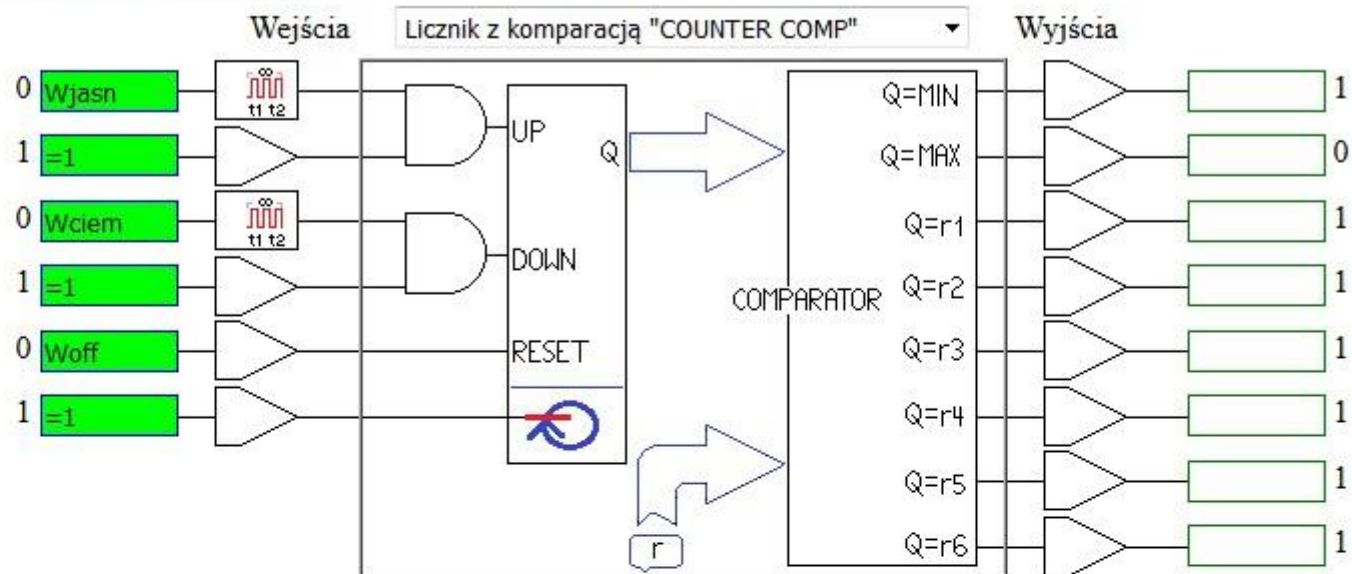 Wejścia Licznik z komparacją "COUNTER COMP" Wyjścia
0 Wjasn ∞ t1 t2 Q=MIN 1
UP
1 =1 Q Q=MAX 0
0 Wciem ∞ t1 t2 Q=r1 1
DOWN
1 =1 COMPARATOR Q=r2 1
0 Woff RESET Q=r3 1
1 =1 Q=r4 1
Q=r5 1
r Q=r6 1